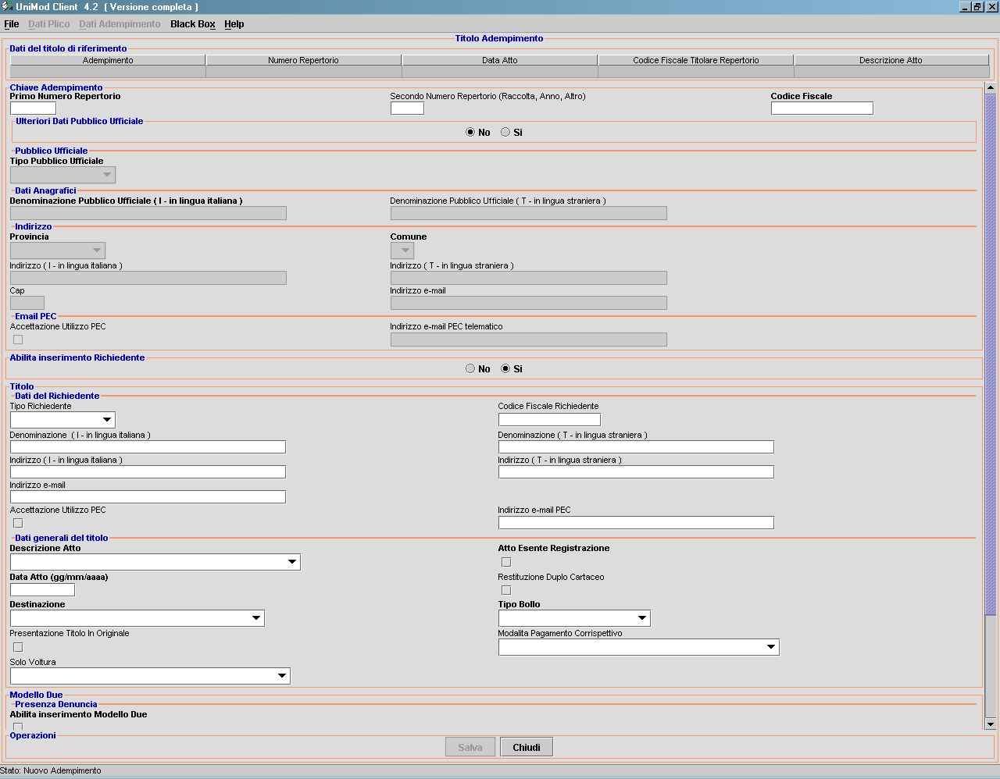 UniMod Client 4.2 ( Versione completa )
File Dati Plico Dati Adempimento Black Box Help
Titolo Adempimento
Dati del titolo di riferimento
Adempimento Numero Repertorio Data Atto Codice Fiscale Titolare Repertorio Descrizione Atto
Chiave Adempimento
Primo Numero Repertorio Secondo Numero Repertorio (Raccolta, Anno, Altro) Codice Fiscale
Ulteriori Dati Pubblico Ufficiale
No Si
Pubblico Ufficiale
Tipo Pubblico Ufficiale
Dati Anagrafici
Denominazione Pubblico Ufficiale ( I - in lingua italiana ) Denominazione Pubblico Ufficiale ( T - in lingua straniera )
Indirizzo
Provincia Comune
Indirizzo ( I - in lingua italiana ) Indirizzo ( T - in lingua straniera )
Cap Indirizzo e-mail
Email PEC
Accettazione Utilizzo PEC Indirizzo e-mail PEC telematico
Abilita inserimento Richiedente
No Si
Titolo
Dati del Richiedente
Tipo Richiedente Codice Fiscale Richiedente
Denominazione ( I - in lingua italiana ) Denominazione ( T - in lingua straniera )
Indirizzo ( I - in lingua italiana ) Indirizzo ( T - in lingua straniera )
Indirizzo e-mail
Accettazione Utilizzo PEC Indirizzo e-mail PEC
Dati generali del titolo
Descrizione Atto Atto Esente Registrazione
Data Atto (gg/mm/aaaa) Restituzione Duplo Cartaceo
Destinazione Tipo Bollo
Presentazione Titolo In Originale Modalita Pagamento Corrispettivo
Solo Voltura
Modello Due
Presenza Denuncia
Abilita inserimento Modello Due
Operazioni
Salva Chiudi
Stato: Nuovo Adempimento